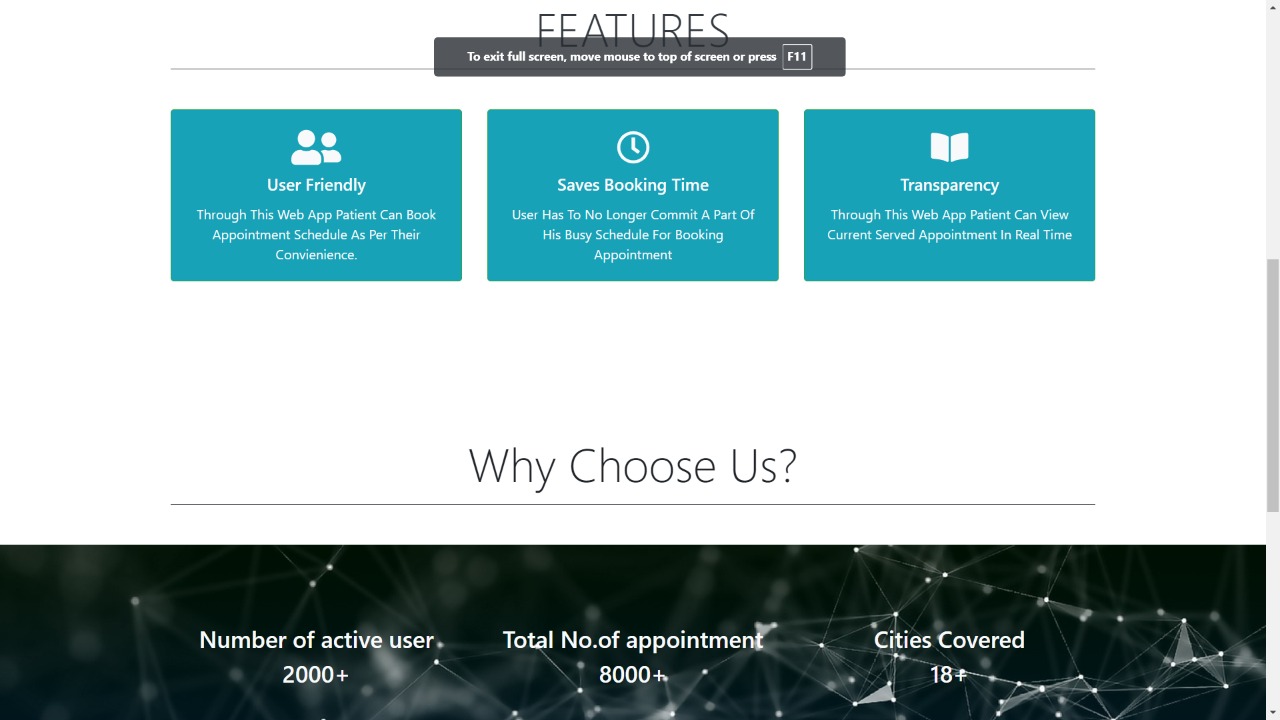 FEATURES
To exit full screen, move mouse to top of screen or press F11
User Friendly
Through This Web App Patient Can Book
Appointment Schedule As Per Their
Convienience.
Saves Booking Time
User Has To No Longer Commit A Part Of
His Busy Schedule For Booking
Appointment
Transparency
Through This Web App Patient Can View
Current Served Appointment In Real Time
Why Choose Us?
Number of active user
2000+
Total No.of appointment
8000+
Cities Covered
18+